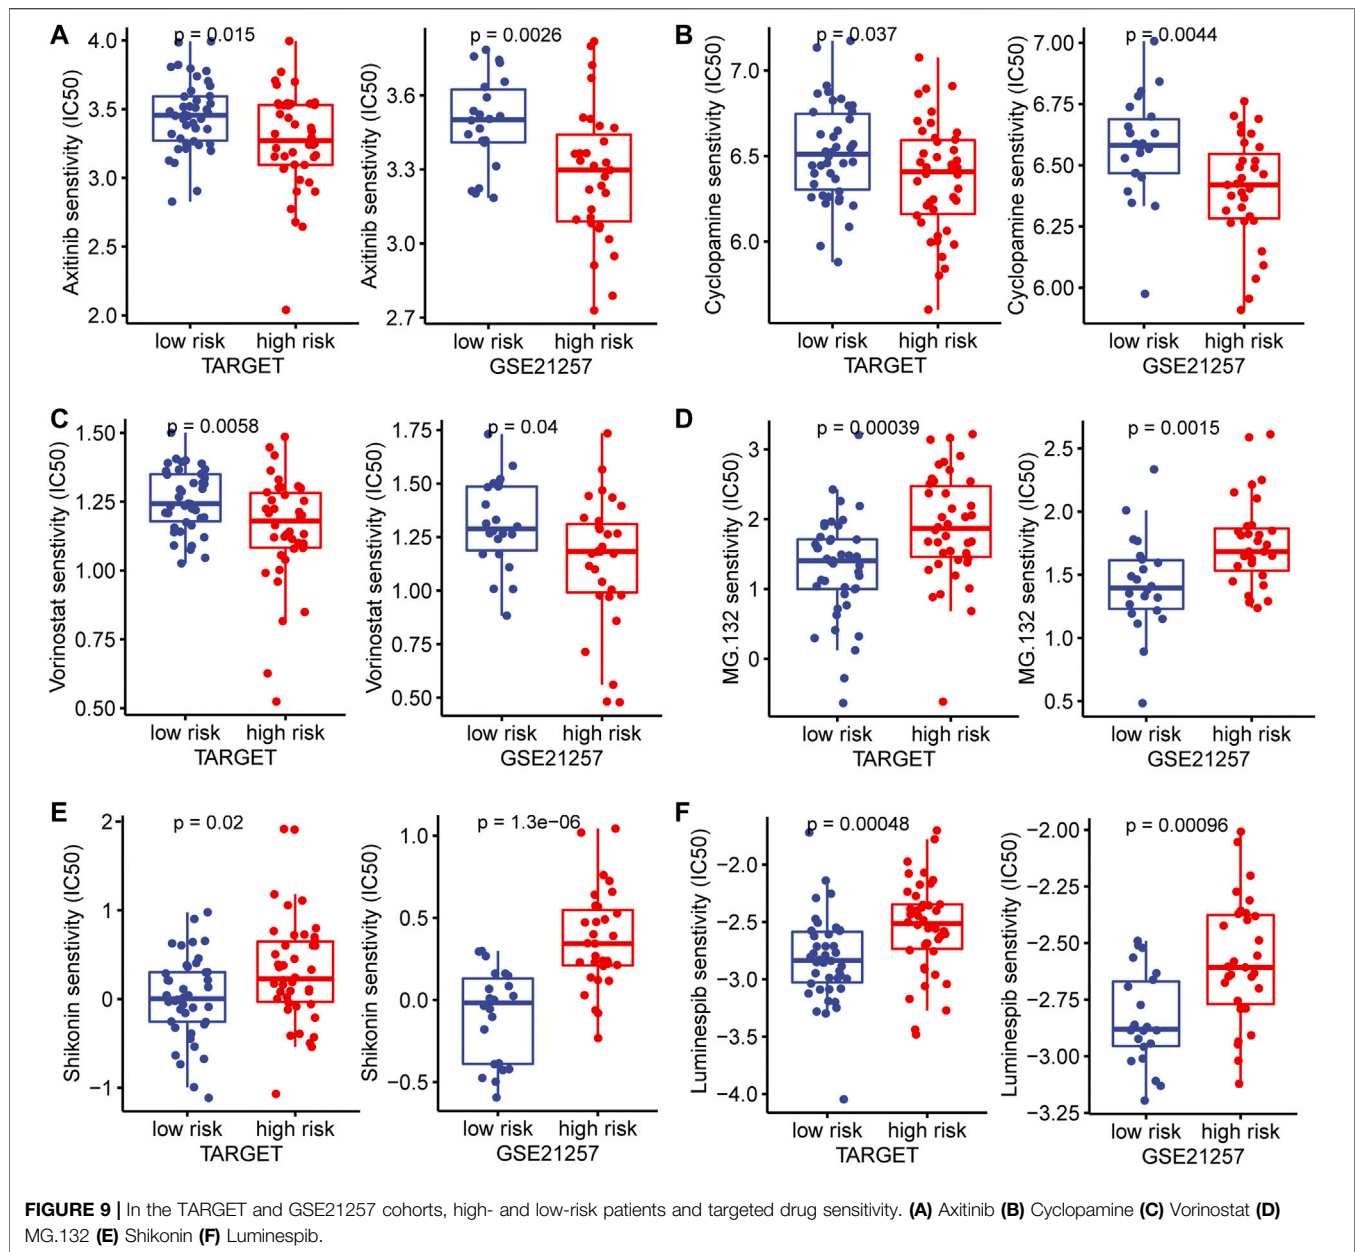 A
p = 0.015
Axitinib senstivity (IC50)
4.0
3.5
3.0
2.5
2.0
low risk high risk
TARGET
p = 0.0026
Axitinib senstivity (IC50)
3.6
3.3
3.0
2.7
low risk high risk
GSE21257
B
p = 0.037
Cyclopamine senstivity (IC50)
7.0
6.5
6.0
low risk high risk
TARGET
p = 0.0044
Cyclopamine senstivity (IC50)
7.00
6.75
6.50
6.25
6.00
low risk high risk
GSE21257
C
p = 0.0058
Vorinostat senstivity (IC50)
1.50
1.25
1.00
0.75
0.50
low risk high risk
TARGET
p = 0.04
Vorinostat senstivity (IC50)
1.75
1.50
1.25
1.00
0.75
0.50
low risk high risk
GSE21257
D
p = 0.00039
MG.132 senstivity (IC50)
3
2
1
0
low risk high risk
TARGET
p = 0.0015
MG.132 senstivity (IC50)
2.5
2.0
1.5
1.0
0.5
low risk high risk
GSE21257
E
p = 0.02
Shikonin senstivity (IC50)
2
1
0
−1
low risk high risk
TARGET
p = 1.3e−06
Shikonin senstivity (IC50)
1.0
0.5
0.0
−0.5
low risk high risk
GSE21257
F
p = 0.00048
Luminespib senstivity (IC50)
−2.0
−2.5
−3.0
−3.5
−4.0
low risk high risk
TARGET
p = 0.00096
Luminespib senstivity (IC50)
−2.00
−2.25
−2.50
−2.75
−3.00
−3.25
low risk high risk
GSE21257
FIGURE 9 | In the TARGET and GSE21257 cohorts, high- and low-risk patients and targeted drug sensitivity. (A) Axitinib (B) Cyclopamine (C) Vorinostat (D)
MG.132 (E) Shikonin (F) Luminespib.